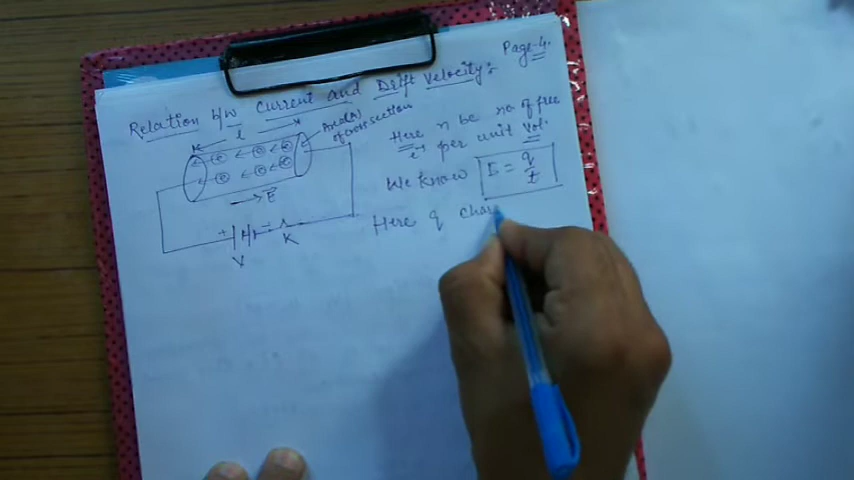 Page-4.
Relation b/w Current and Drift Velocity:
l
Area(A)
of cross section
E
+ -
V
K
Here n be no of free
e⁻s per unit vol.
We know I = q/t
Here q char